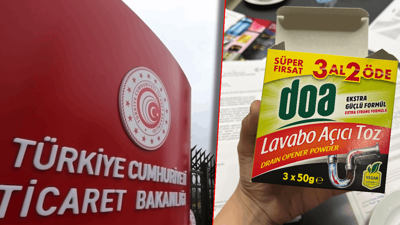 TÜRKİYE CUMHURİYETİ
TİCARET BAKANLIĞI
SÜPER
FIRSAT
3 AL 2 ÖDE
doa
EKSTRA
GÜÇLÜ FORMÜL
EXTRA STRONG FORMULA
Lavabo Açıcı Toz
DRAIN OPENER POWDER
3 x 50g e
VEGAN